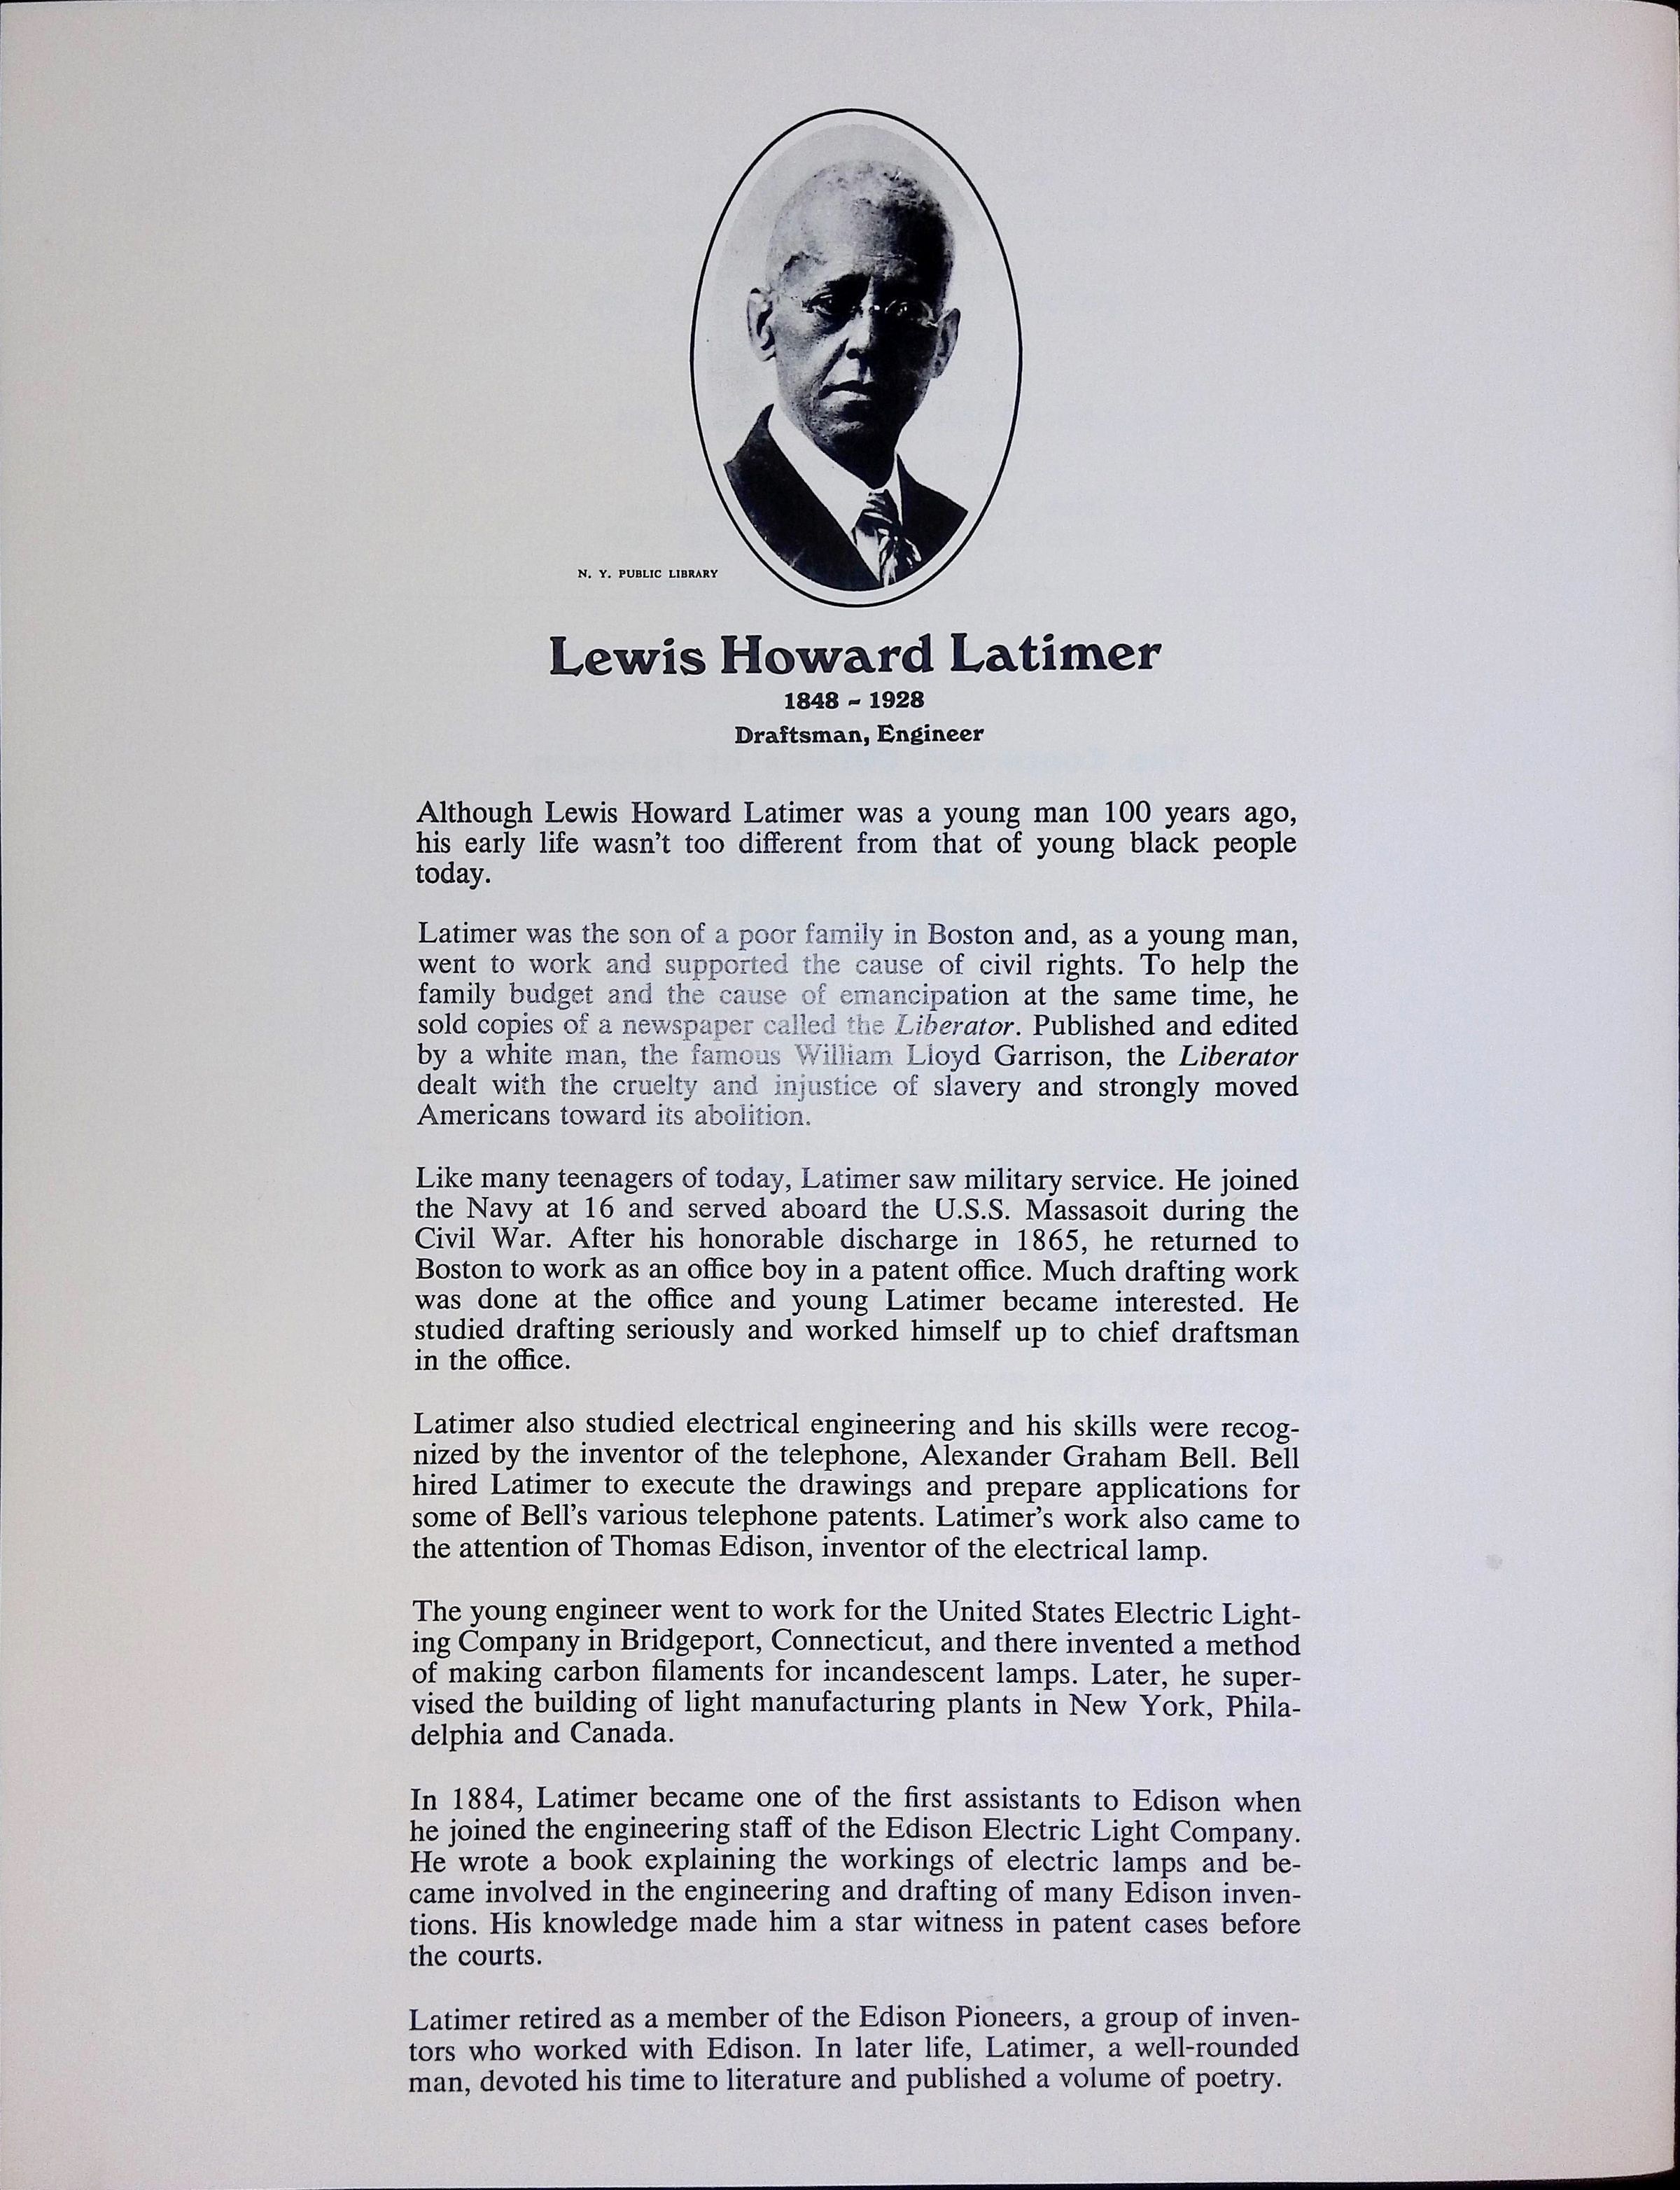 N. Y. PUBLIC LIBRARY
Lewis Howard Latimer
1848 - 1928
Draftsman, Engineer
Although Lewis Howard Latimer was a young man 100 years ago,
his early life wasn't too different from that of young black people
today.
Latimer was the son of a poor family in Boston and, as a young man,
went to work and supported the cause of civil rights. To help the
family budget and the cause of emancipation at the same time, he
sold copies of a newspaper called the Liberator. Published and edited
by a white man, the famous William Lloyd Garrison, the Liberator
dealt with the cruelty and injustice of slavery and strongly moved
Americans toward its abolition.
Like many teenagers of today, Latimer saw military service. He joined
the Navy at 16 and served aboard the U.S.S. Massasoit during the
Civil War. After his honorable discharge in 1865, he returned to
Boston to work as an office boy in a patent office. Much drafting work
was done at the office and young Latimer became interested. He
studied drafting seriously and worked himself up to chief draftsman
in the office.
Latimer also studied electrical engineering and his skills were recog-
nized by the inventor of the telephone, Alexander Graham Bell. Bell
hired Latimer to execute the drawings and prepare applications for
some of Bell's various telephone patents. Latimer's work also came to
the attention of Thomas Edison, inventor of the electrical lamp.
The young engineer went to work for the United States Electric Light-
ing Company in Bridgeport, Connecticut, and there invented a method
of making carbon filaments for incandescent lamps. Later, he super-
vised the building of light manufacturing plants in New York, Phila-
delphia and Canada.
In 1884, Latimer became one of the first assistants to Edison when
he joined the engineering staff of the Edison Electric Light Company.
He wrote a book explaining the workings of electric lamps and be-
came involved in the engineering and drafting of many Edison inven-
tions. His knowledge made him a star witness in patent cases before
the courts.
Latimer retired as a member of the Edison Pioneers, a group of inven-
tors who worked with Edison. In later life, Latimer, a well-rounded
man, devoted his time to literature and published a volume of poetry.